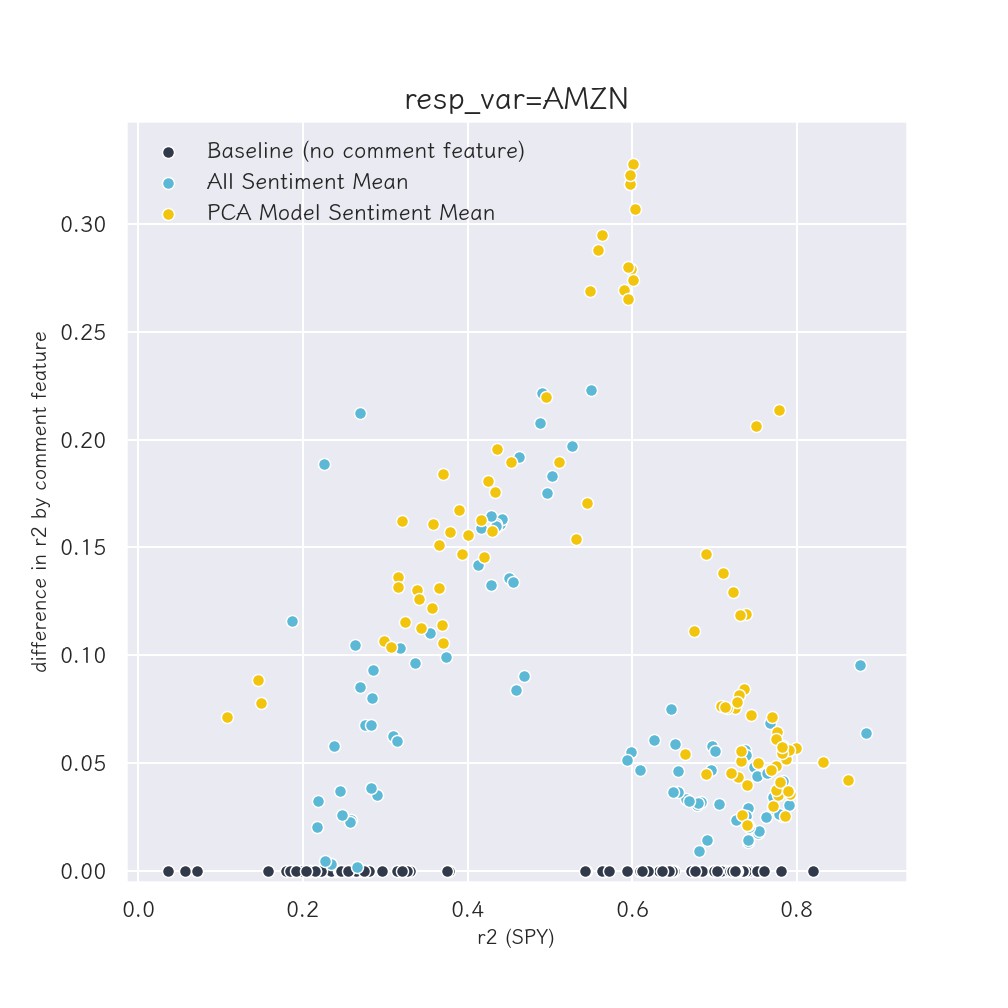 resp_var=AMZN
Baseline (no comment feature)
All Sentiment Mean
PCA Model Sentiment Mean
0.30
0.25
0.20
0.15
0.10
0.05
0.00
difference in r2 by comment feature
0.0 0.2 0.4 0.6 0.8
r2 (SPY)